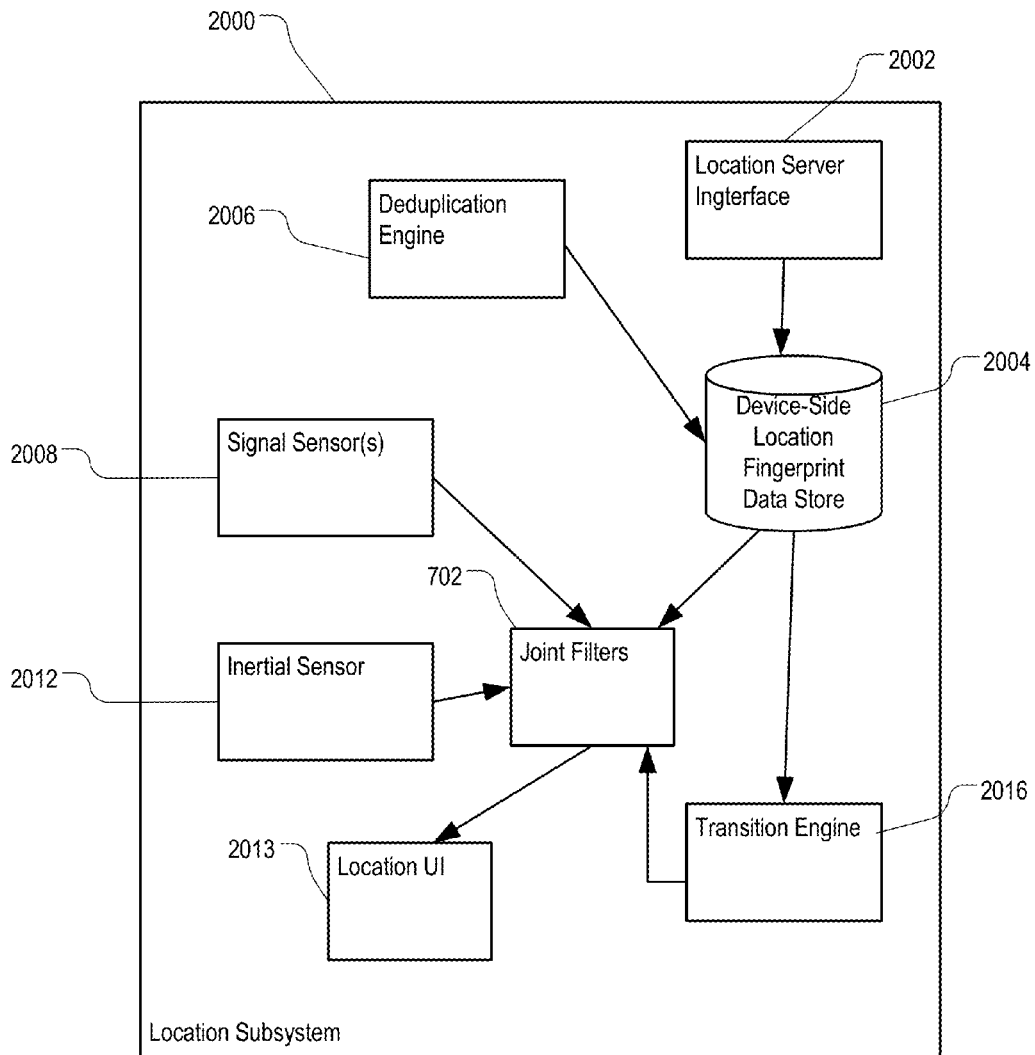 2000
2002
Location Server
Ingterface
2006
Deduplication
Engine
2004
Device-Side
Location
Fingerprint
Data Store
2008
Signal Sensor(s)
702
Joint Filters
2012
Inertial Sensor
2016
Transition Engine
2013
Location UI
Location Subsystem